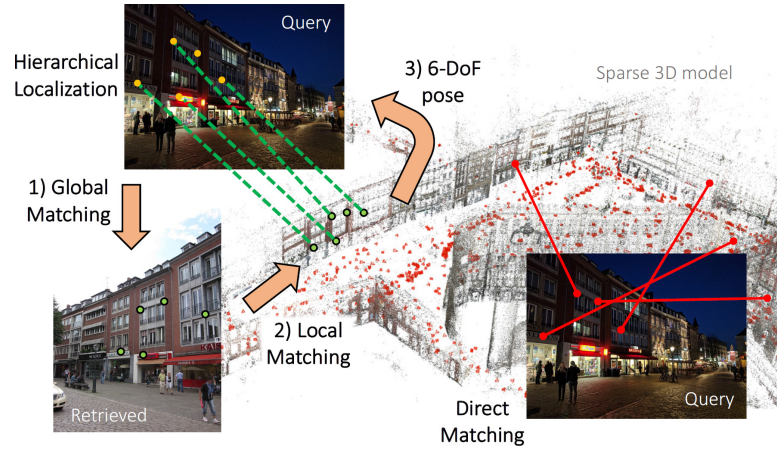 Hierarchical
Localization
Query
3) 6-DoF
pose
Sparse 3D model
1) Global
Matching
2) Local
Matching
Retrieved
Direct
Matching
Query